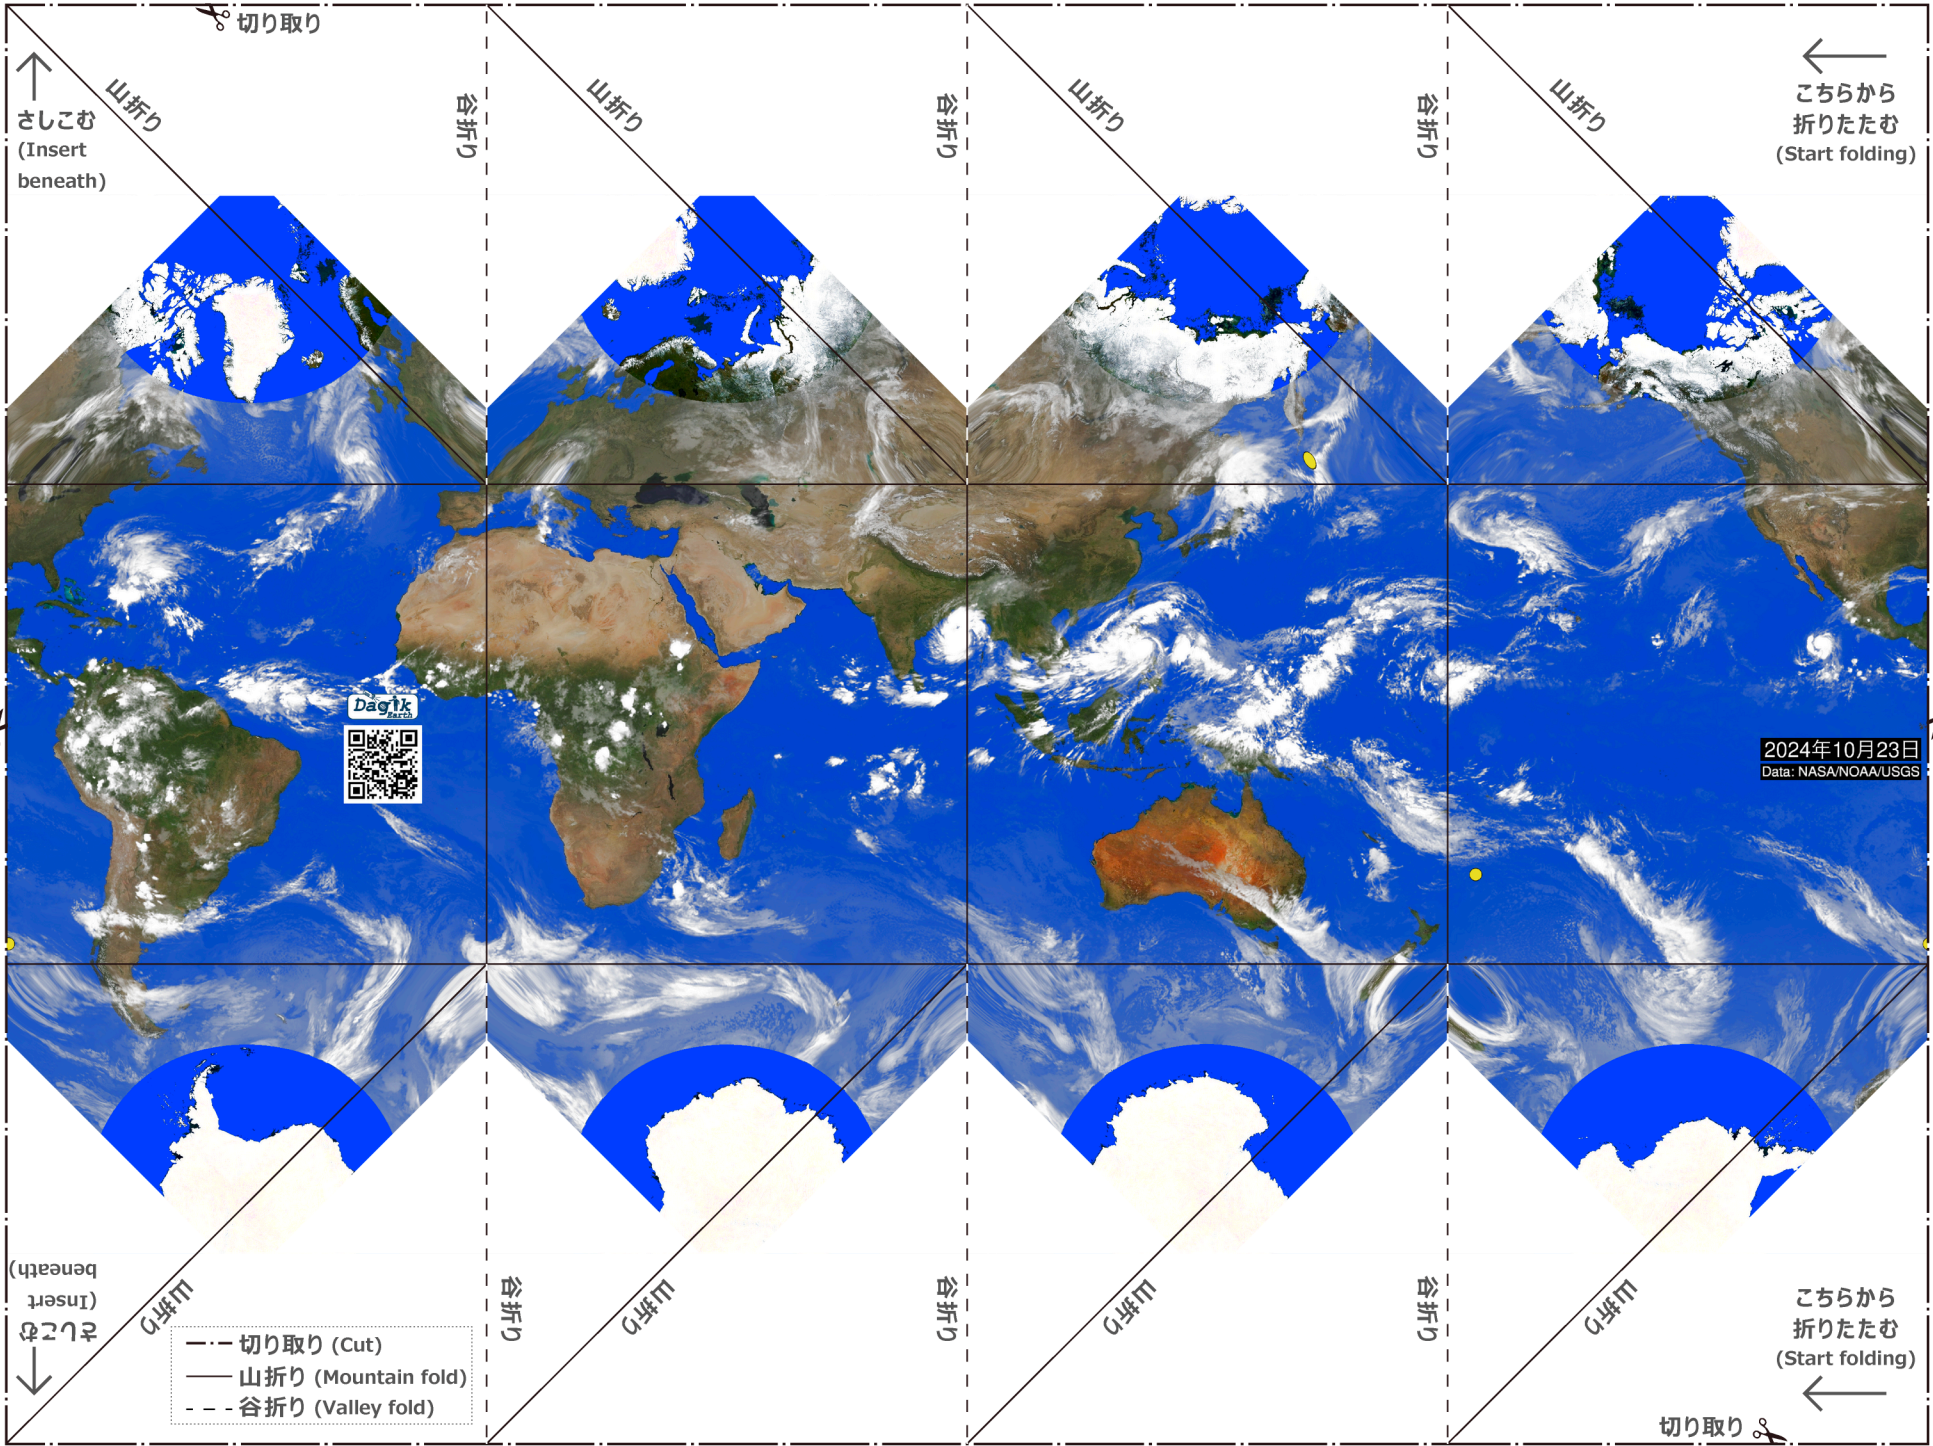 切り取り
山折り
谷折り
山折り
谷折り
山折り
谷折り
山折り
さしこむ
(Insert
beneath)
こちらから
折りたたむ
(Start folding)
Dagik
Earth
2024年10月23日
Data: NASA/NOAA/USGS
さしこむ
(Insert
beneath)
山折り
谷折り
山折り
谷折り
山折り
谷折り
山折り
こちらから
折りたたむ
(Start folding)
切り取り (Cut)
山折り (Mountain fold)
谷折り (Valley fold)
切り取り